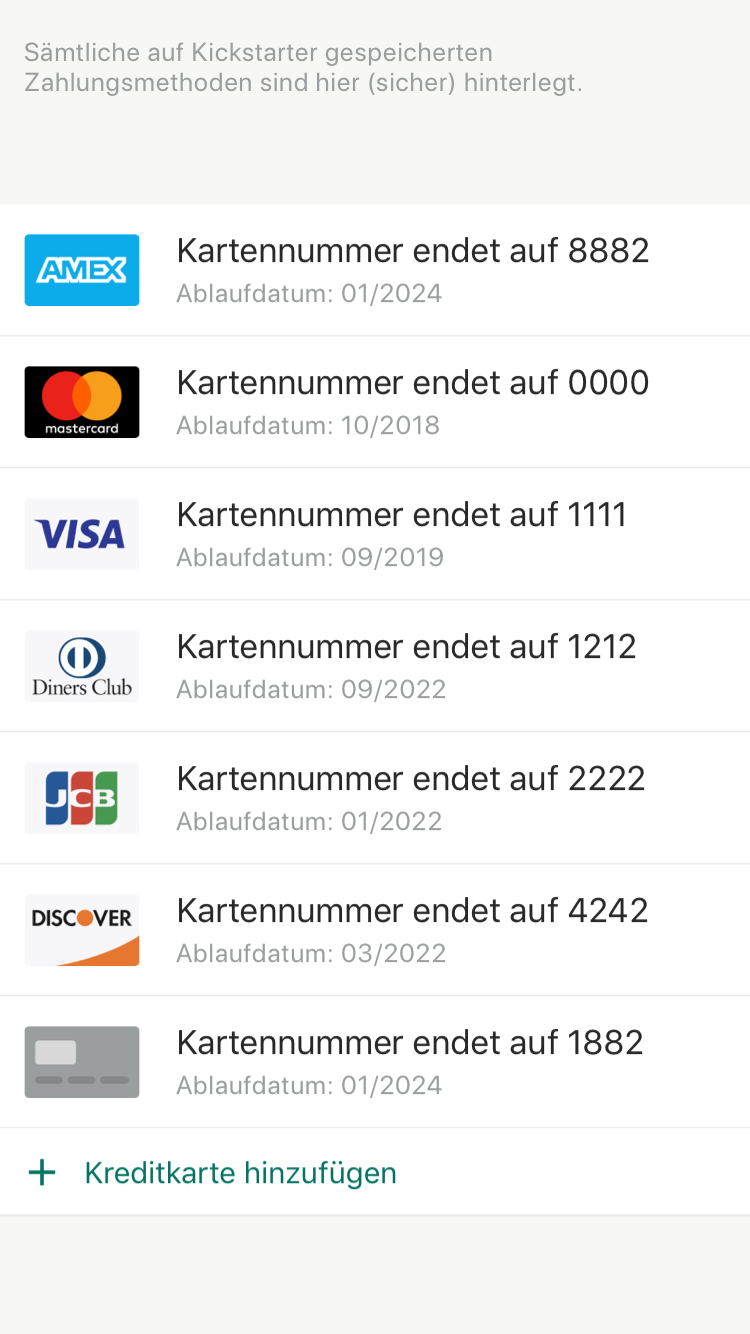 Sämtliche auf Kickstarter gespeicherten
Zahlungsmethoden sind hier (sicher) hinterlegt.
AMEX
Kartennummer endet auf 8882
Ablaufdatum: 01/2024
mastercard
Kartennummer endet auf 0000
Ablaufdatum: 10/2018
VISA
Kartennummer endet auf 1111
Ablaufdatum: 09/2019
Diners Club
Kartennummer endet auf 1212
Ablaufdatum: 09/2022
JCB
Kartennummer endet auf 2222
Ablaufdatum: 01/2022
DISCOVER
Kartennummer endet auf 4242
Ablaufdatum: 03/2022
Kartennummer endet auf 1882
Ablaufdatum: 01/2024
+ Kreditkarte hinzufügen